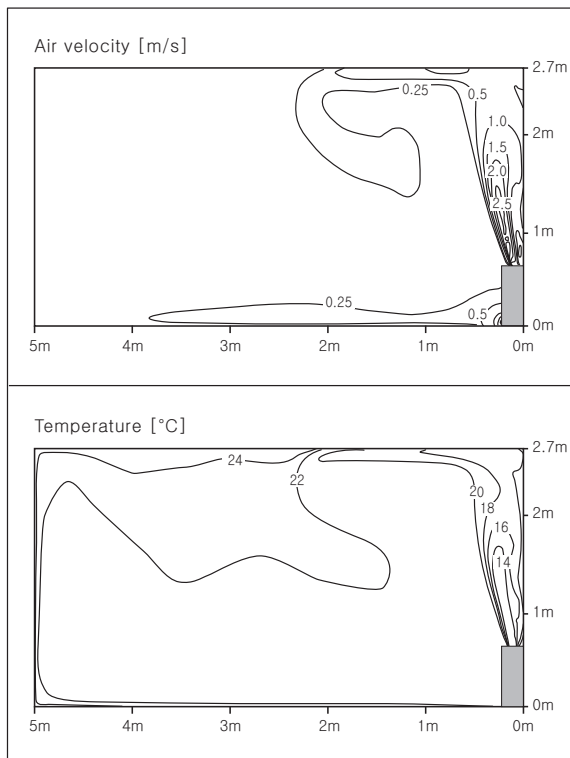 Air velocity [m/s]
2.7m
0.25
0.5
1.0
2m
1.5
2.0
2.5
1m
0.25
0.5
0m
5m 4m 3m 2m 1m 0m
Temperature [°C]
2.7m
24
22
20
18
2m
16
14
1m
0m
5m 4m 3m 2m 1m 0m